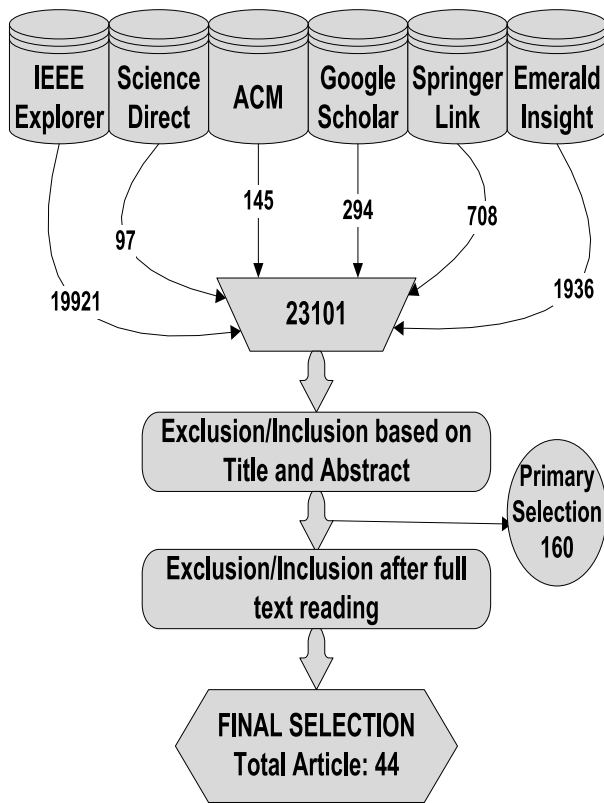 IEEE
Explorer
Science
Direct
ACM
Google
Scholar
Springer
Link
Emerald
Insight
19921
97
145
294
708
1936
23101
Exclusion/Inclusion based on
Title and Abstract
Primary
Selection
160
Exclusion/Inclusion after full
text reading
FINAL SELECTION
Total Article: 44